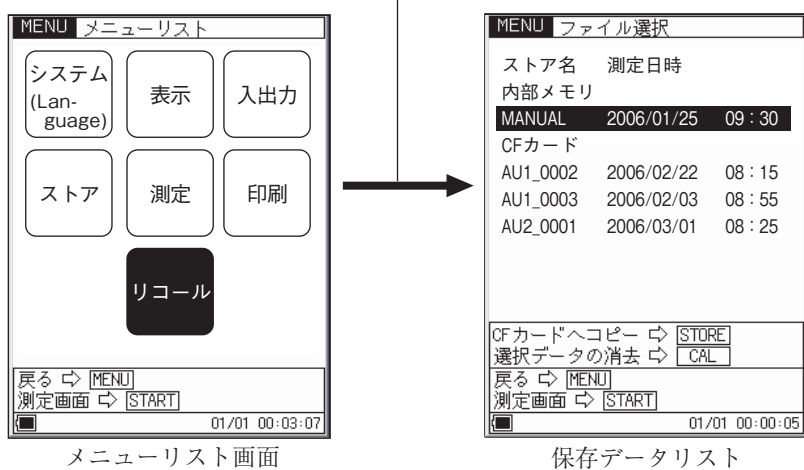 MENU メニューリスト
システム
(Lan-
guage)
表示
入出力
ストア
測定
印刷
リコール
戻る ⇨ MENU
測定画面 ⇨ START
01/01 00:03:07
メニューリスト画面
MENU ファイル選択
ストア名 測定日時
内部メモリ
MANUAL 2006/01/25 09：30
CFカード
AU1_0002 2006/02/22 08：15
AU1_0003 2006/02/03 08：55
AU2_0001 2006/03/01 08：25
CFカードへコピー ⇨ STORE
選択データの消去 ⇨ CAL
戻る ⇨ MENU
測定画面 ⇨ START
01/01 00:00:05
保存データリスト